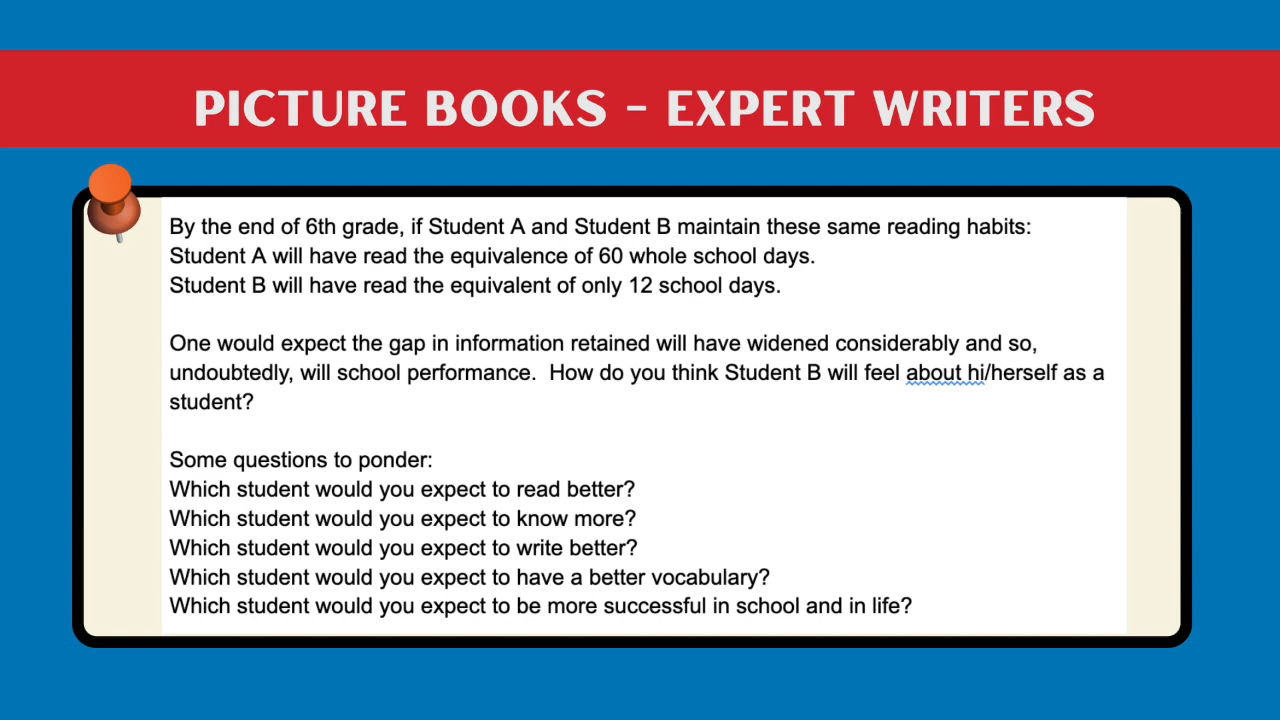 PICTURE BOOKS - EXPERT WRITERS
By the end of 6th grade, if Student A and Student B maintain these same reading habits:
Student A will have read the equivalence of 60 whole school days.
Student B will have read the equivalent of only 12 school days.
One would expect the gap in information retained will have widened considerably and so,
undoubtedly, will school performance.  How do you think Student B will feel about hi/herself as a
student?
Some questions to ponder:
Which student would you expect to read better?
Which student would you expect to know more?
Which student would you expect to write better?
Which student would you expect to have a better vocabulary?
Which student would you expect to be more successful in school and in life?